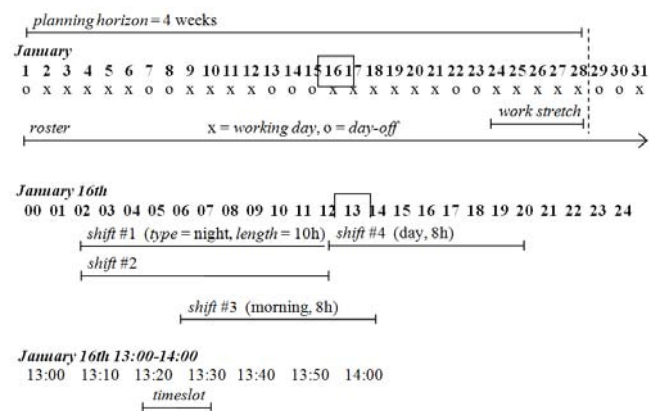 planning horizon = 4 weeks
January
1 2 3 4 5 6 7 8 9 10 11 12 13 14 15 16 17 18 19 20 21 22 23 24 25 26 27 28 29 30 31
o x x x x x o o x x x x o o o x x x x x x o o x x x x x o o x
work stretch
roster x = working day, o = day-off
January 16th
00 01 02 03 04 05 06 07 08 09 10 11 12 13 14 15 16 17 18 19 20 21 22 23 24
shift #1 (type = night, length = 10h) shift #4 (day, 8h)
shift #2
shift #3 (morning, 8h)
January 16th 13:00-14:00
13:00 13:10 13:20 13:30 13:40 13:50 14:00
timeslot